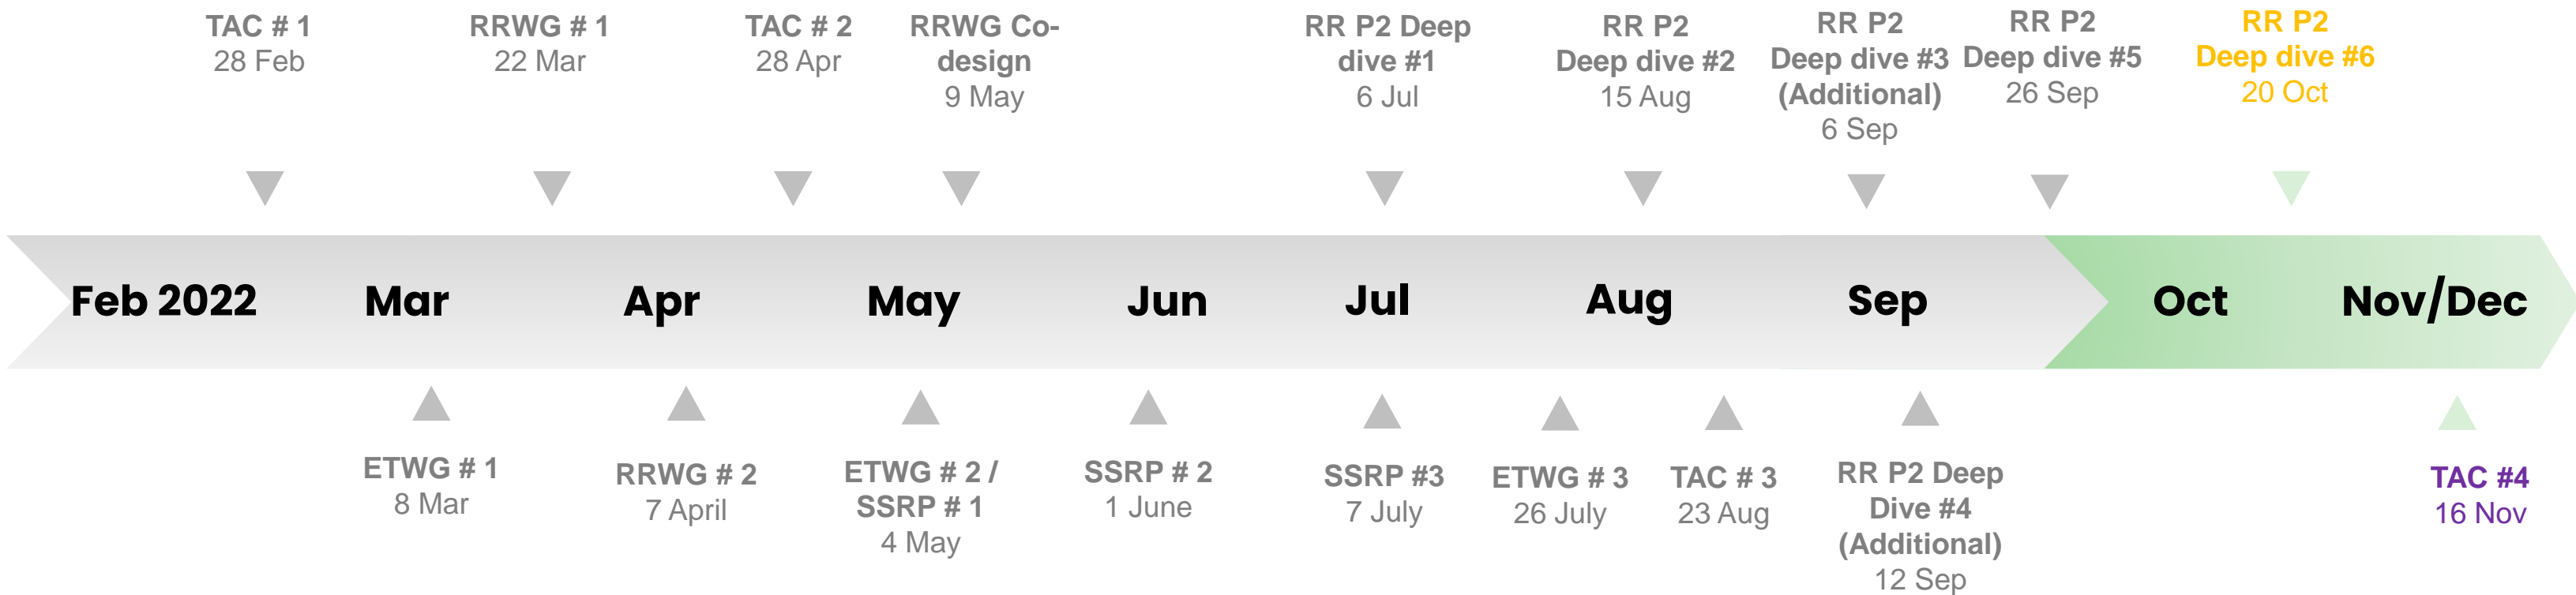 TAC # 1
28 Feb
RRWG # 1
22 Mar
TAC # 2
28 Apr
RRWG Co-
design
9 May
RR P2 Deep
dive #1
6 Jul
RR P2
Deep dive #2
15 Aug
RR P2
Deep dive #3
(Additional)
6 Sep
RR P2
Deep dive #5
26 Sep
RR P2
Deep dive #6
20 Oct
Feb 2022
Mar
Apr
May
Jun
Jul
Aug
Sep
Oct
Nov/Dec
ETWG # 1
8 Mar
RRWG # 2
7 April
ETWG # 2 /
SSRP # 1
4 May
SSRP # 2
1 June
SSRP #3
7 July
ETWG # 3
26 July
TAC # 3
23 Aug
RR P2 Deep
Dive #4
(Additional)
12 Sep
TAC #4
16 Nov